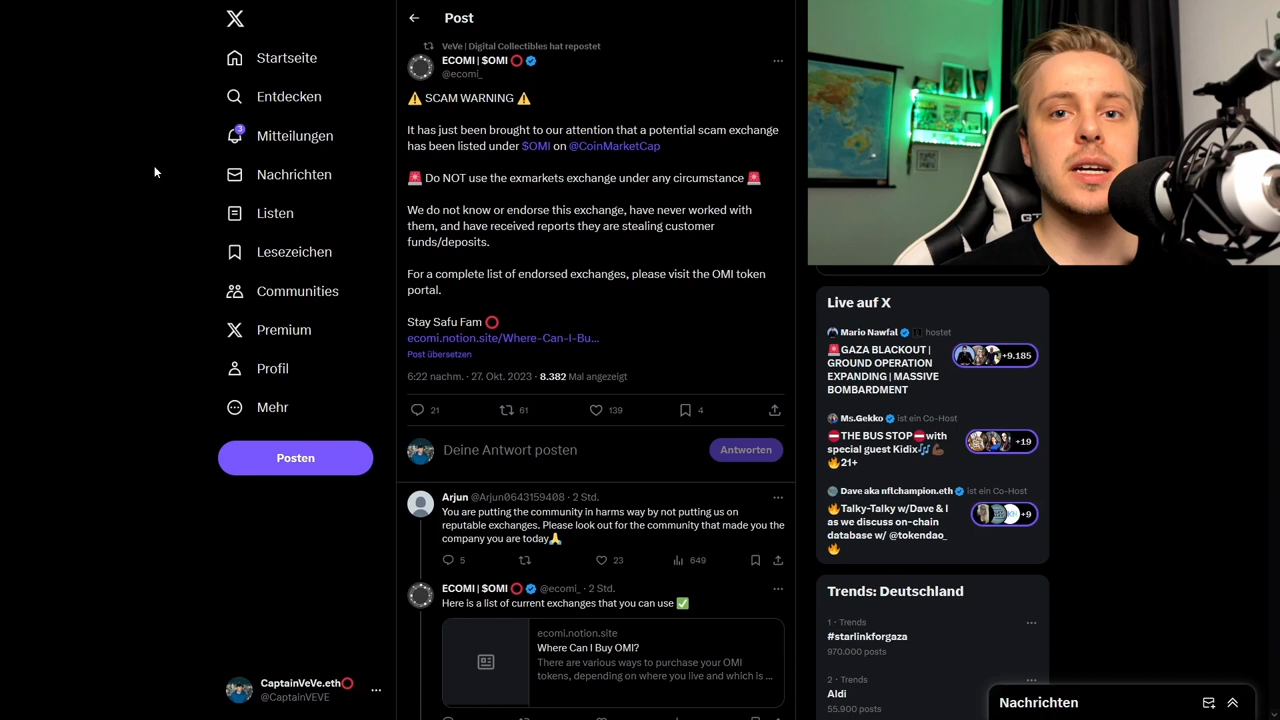 Startseite
Entdecken
3
Mitteilungen
Nachrichten
Listen
Lesezeichen
Communities
Premium
Profil
Mehr
Posten
CaptainVeVe.eth⭕
@CaptainVEVE
Post
VeVe | Digital Collectibles hat repostet
ECOMI | $OMI ⭕
@ecomi_
⚠️ SCAM WARNING ⚠️
It has just been brought to our attention that a potential scam exchange
has been listed under $OMI on @CoinMarketCap
🚨 Do NOT use the exmarkets exchange under any circumstance 🚨
We do not know or endorse this exchange, have never worked with
them, and have received reports they are stealing customer
funds/deposits.
For a complete list of endorsed exchanges, please visit the OMI token
portal.
Stay Safu Fam ⭕
ecomi.notion.site/Where-Can-I-Bu...
Post übersetzen
6:22 nachm. · 27. Okt. 2023 · 8.382 Mal angezeigt
21 61 139 4
Deine Antwort posten
Antworten
Arjun @Arjun0643159408 · 2 Std.
You are putting the community in harms way by not putting us on
reputable exchanges. Please look out for the community that made you the
company you are today🙏
5 23 649
ECOMI | $OMI ⭕ @ecomi_ · 2 Std.
Here is a list of current exchanges that you can use ✅
ecomi.notion.site
Where Can I Buy OMI?
There are various ways to purchase your OMI
tokens, depending on where you live and which is ...
GT
Live auf X
Mario Nawfal hostet
🚨GAZA BLACKOUT |
GROUND OPERATION
EXPANDING | MASSIVE
BOMBARDMENT
+9.185
Ms.Gekko ist ein Co-Host
⛔THE BUS STOP⛔with
special guest Kidix🎶💪🏾
🔥21+
+19
Dave aka nflchampion.eth ist ein Co-Host
🔥Talky-Talky w/Dave & I
as we discuss on-chain
database w/ @tokendao_
🔥
+9
Trends: Deutschland
1 · Trends
#starlinkforgaza
970.000 posts
2 · Trends
Aldi
55.900 posts
Nachrichten